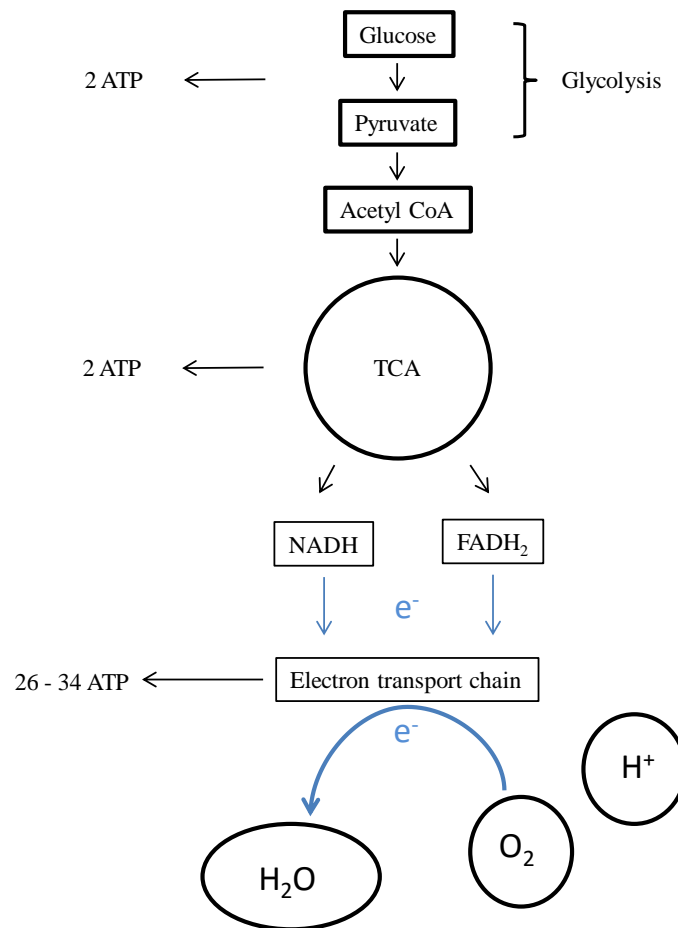 Glucose
2 ATP
Glycolysis
Pyruvate
Acetyl CoA
TCA
2 ATP
NADH
FADH₂
e⁻
26 - 34 ATP
Electron transport chain
e⁻
H⁺
O₂
H₂O